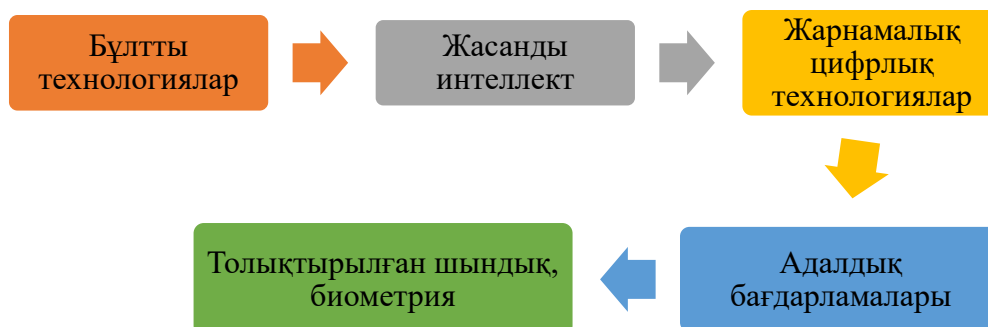 Бұлтты
технологиялар
Жасанды
интеллект
Жарнамалық
цифрлық
технологиялар
Адалдық
бағдарламалары
Толықтырылған шындық,
биометрия